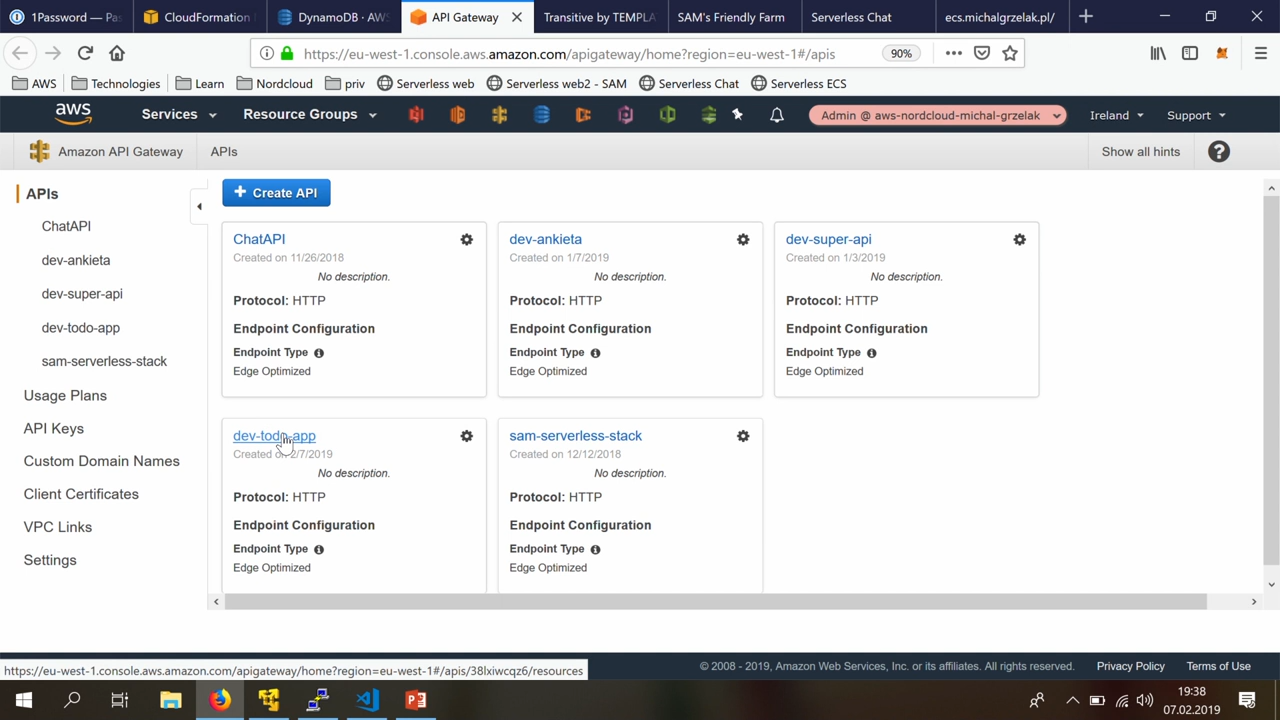 1Password — Pas
CloudFormation
DynamoDB · AWS
API Gateway
Transitive by TEMPLA
SAM's Friendly Farm
Serverless Chat
ecs.michalgrzelak.pl/
https://eu-west-1.console.aws.amazon.com/apigateway/home?region=eu-west-1#/apis
90%
AWS
Technologies
Learn
Nordcloud
priv
Serverless web
Serverless web2 - SAM
Serverless Chat
Serverless ECS
aws
Services
Resource Groups
Admin @ aws-nordcloud-michal-grzelak
Ireland
Support
Amazon API Gateway
APIs
Show all hints
APIs
ChatAPI
dev-ankieta
dev-super-api
dev-todo-app
sam-serverless-stack
Usage Plans
API Keys
Custom Domain Names
Client Certificates
VPC Links
Settings
+ Create API
ChatAPI
Created on 11/26/2018
No description.
Protocol: HTTP
Endpoint Configuration
Endpoint Type
Edge Optimized
dev-ankieta
Created on 1/7/2019
No description.
Protocol: HTTP
Endpoint Configuration
Endpoint Type
Edge Optimized
dev-super-api
Created on 1/3/2019
No description.
Protocol: HTTP
Endpoint Configuration
Endpoint Type
Edge Optimized
dev-todo-app
Created on 2/7/2019
No description.
Protocol: HTTP
Endpoint Configuration
Endpoint Type
Edge Optimized
sam-serverless-stack
Created on 12/12/2018
No description.
Protocol: HTTP
Endpoint Configuration
Endpoint Type
Edge Optimized
https://eu-west-1.console.aws.amazon.com/apigateway/home?region=eu-west-1#/apis/38lxiwcqz6/resources
© 2008 - 2019, Amazon Web Services, Inc. or its affiliates. All rights reserved.
Privacy Policy
Terms of Use
19:38
07.02.2019